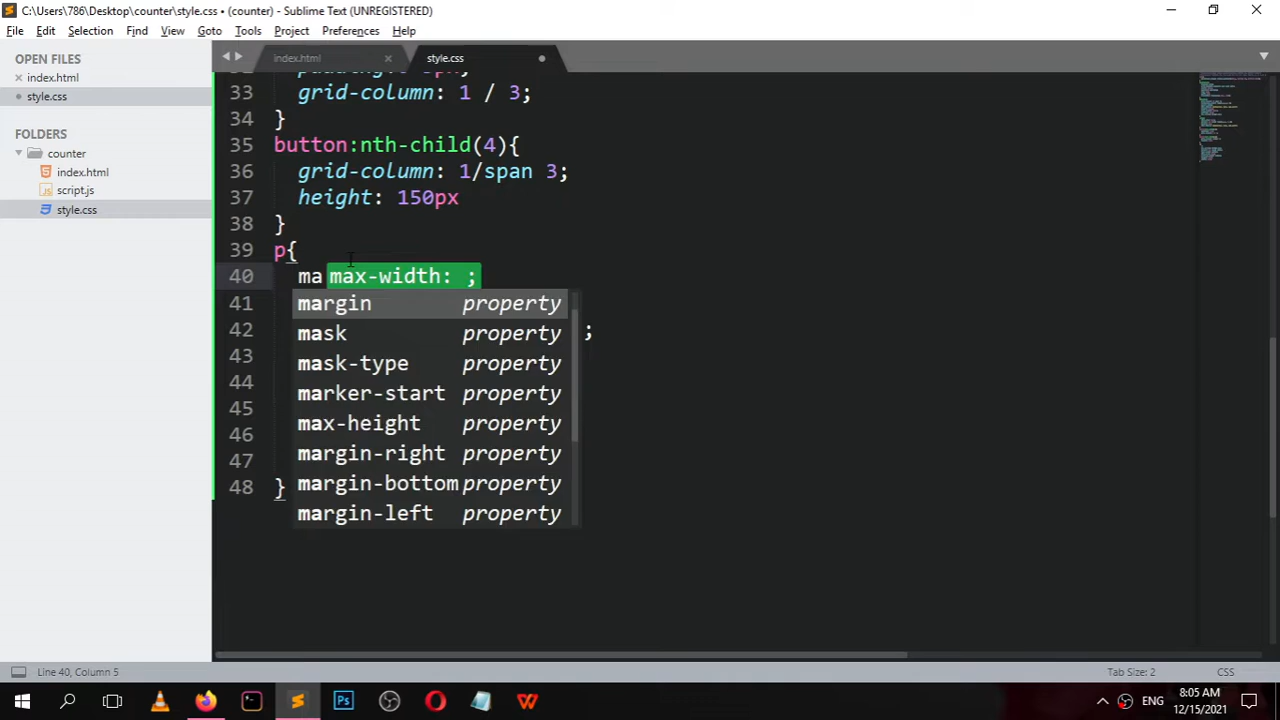 C:\Users\786\Desktop\counter\style.css • (counter) - Sublime Text (UNREGISTERED)
File Edit Selection Find View Goto Tools Project Preferences Help
OPEN FILES
index.html
style.css
FOLDERS
counter
index.html
script.js
style.css
index.html
style.css
33 grid-column: 1 / 3;
34 }
35 button:nth-child(4){
36 grid-column: 1/span 3;
37 height: 150px
38 }
39 p{
40 ma max-width: ;
41
42 ;
43
44
45
46
47
48 }
margin property
mask property
mask-type property
marker-start property
max-height property
margin-right property
margin-bottom property
margin-left property
Line 40, Column 5
Tab Size: 2
CSS
ENG
8:05 AM
12/15/2021